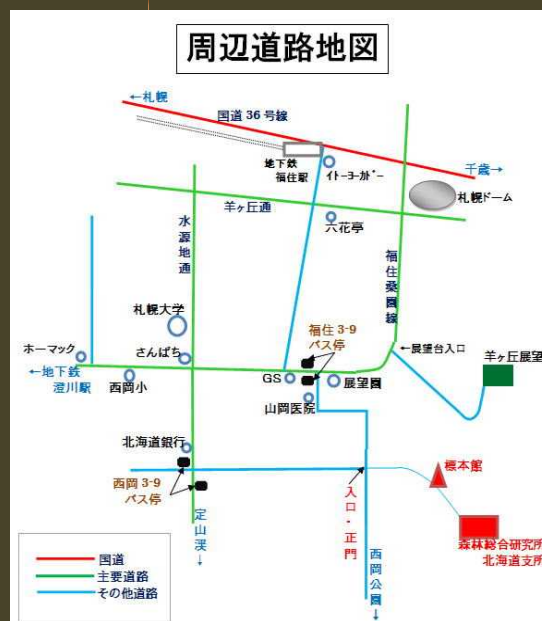 周辺道路地図
←札幌
国道36号線
千歳→
地下鉄
福住駅
イトーヨーカドー
札幌ドーム
羊ヶ丘通
六花亭
水源地通
福住桑園線
札幌大学
福住3-9
バス停
ホーマック
さんぱち
←展望台入口
羊ヶ丘展望
←地下鉄
澄川駅
西岡小
GS
展望園
山岡医院
北海道銀行
標本館
西岡3-9
バス停
入口・正門
定山渓↓
西岡公園↓
森林総合研究所
北海道支所
国道
主要道路
その他道路